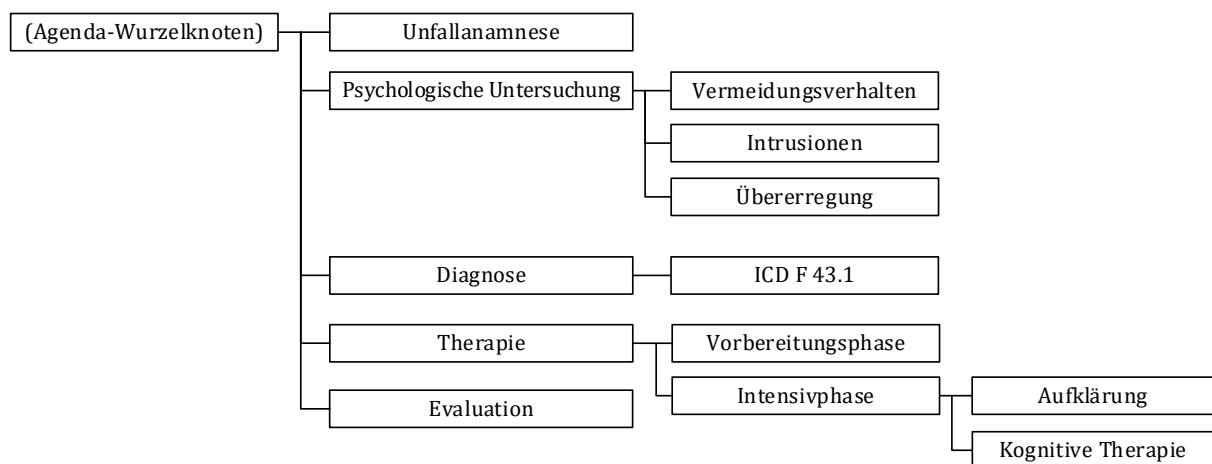 (Agenda-Wurzelknoten)
Unfallanamnese
Psychologische Untersuchung
Vermeidungsverhalten
Intrusionen
Übererregung
Diagnose
ICD F 43.1
Therapie
Vorbereitungsphase
Intensivphase
Aufklärung
Kognitive Therapie
Evaluation